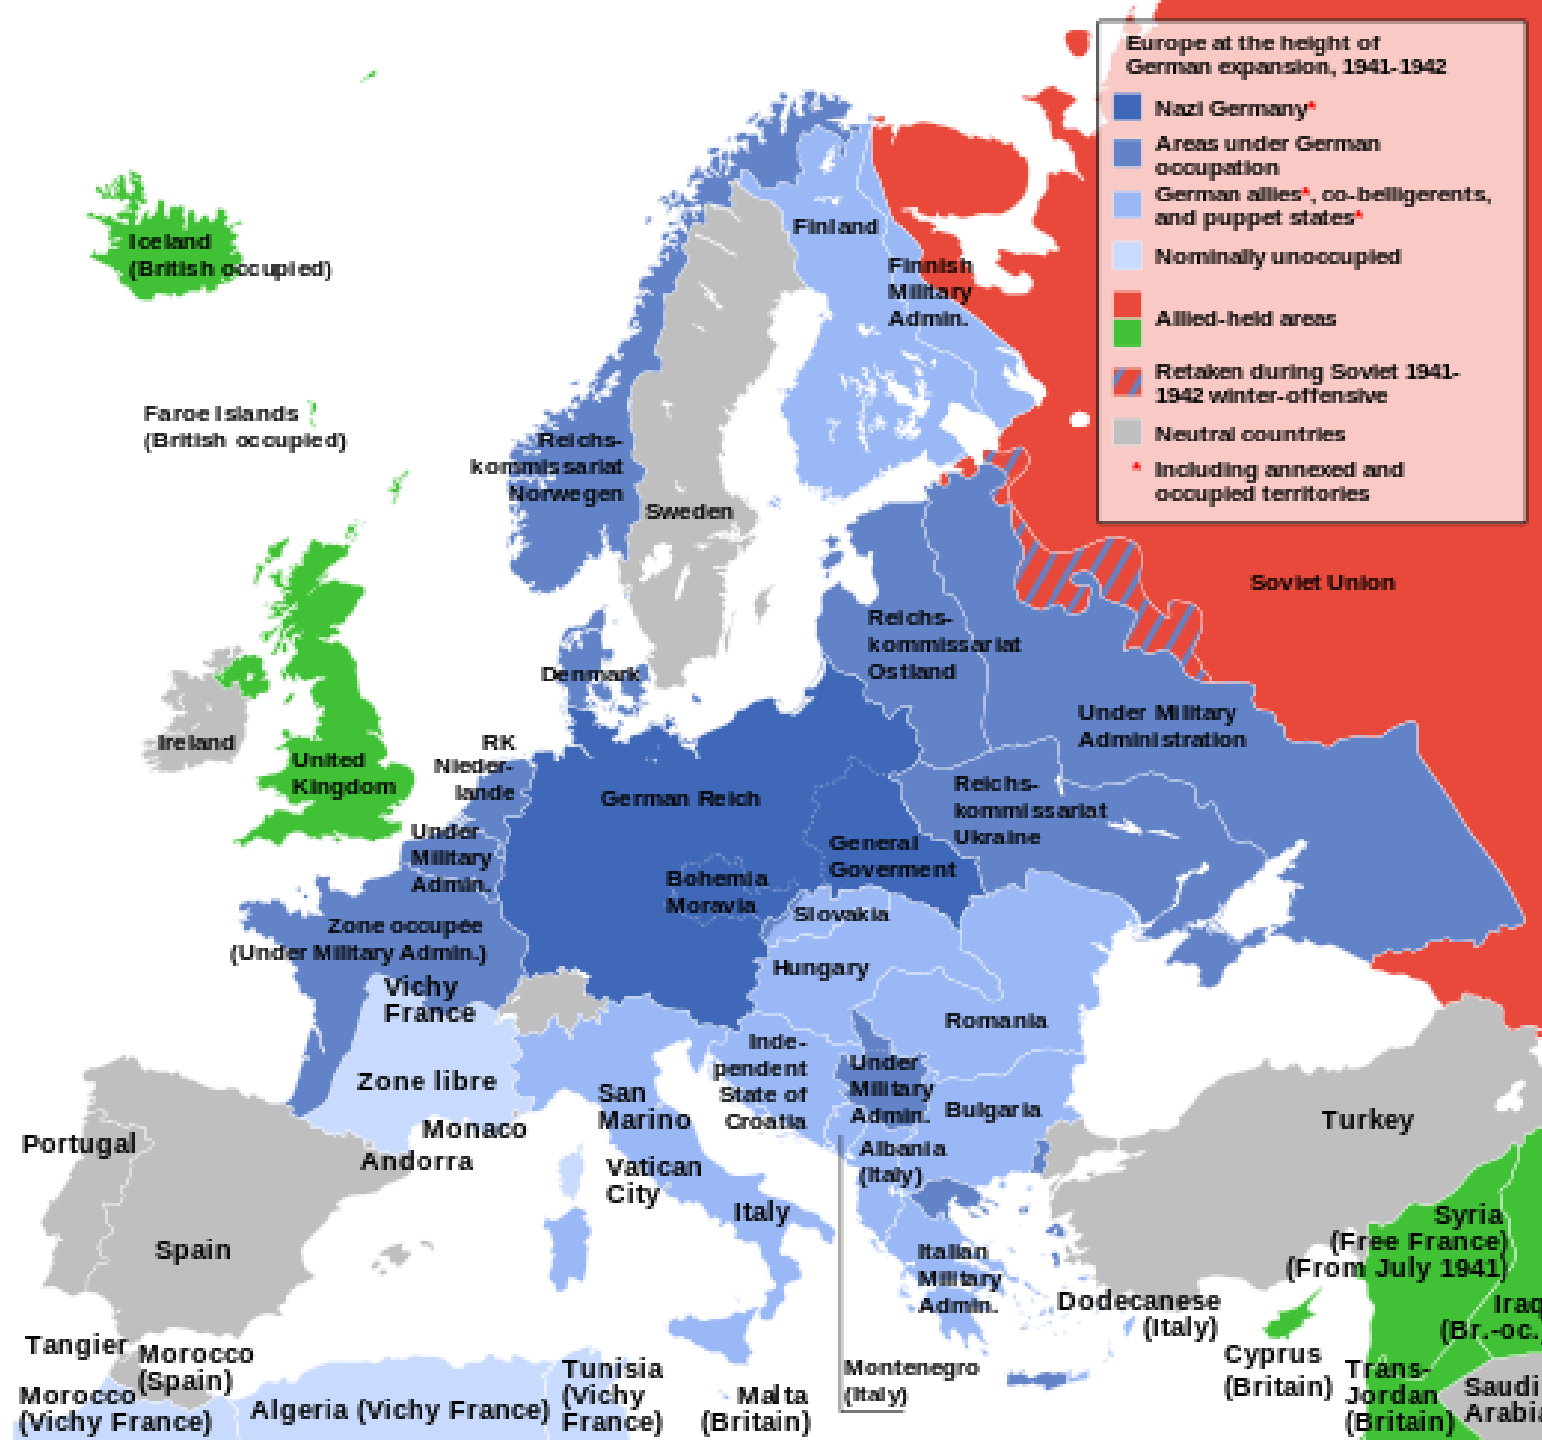 Europe at the height of
German expansion, 1941-1942
Nazi Germany*
Areas under German
occupation
German allies*, co-belligerents,
and puppet states*
Nominally unoccupied
Allied-held areas
Retaken during Soviet 1941-
1942 winter-offensive
Neutral countries
* Including annexed and
occupied territories
Iceland
(British occupied)
Faroe Islands
(British occupied)
Finland
Finnish
Military
Admin.
Reichs-
kommissariat
Norwegen
Sweden
Soviet Union
Reichs-
kommissariat
Ostland
Denmark
Under Military
Administration
Ireland
United
Kingdom
RK
Nieder-
lande
German Reich
Reichs-
kommissariat
Ukraine
Under
Military
Admin.
General
Goverment
Bohemia
Moravia
Slovakia
Zone occupée
(Under Military Admin.)
Hungary
Vichy
France
Romania
Inde-
pendent
State of
Croatia
Under
Military
Admin.
Zone libre
San
Marino
Bulgaria
Turkey
Monaco
Portugal
Andorra
Albania
(Italy)
Vatican
City
Italy
Spain
Syria
(Free France)
(From July 1941)
Italian
Military
Admin.
Dodecanese
(Italy)
Iraq
(Br.-oc.)
Tangier
Morocco
(Spain)
Cyprus
(Britain)
Montenegro
(Italy)
Tunisia
(Vichy
France)
Trans-
Jordan
(Britain)
Saudi
Arabia
Morocco
(Vichy France)
Algeria (Vichy France)
Malta
(Britain)